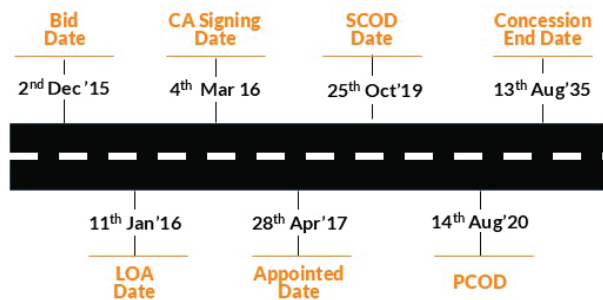 Bid
Date
CA Signing
Date
SCOD
Date
Concession
End Date
2nd Dec'15
4th Mar 16
25th Oct'19
13th Aug'35
11th Jan'16
28th Apr'17
14th Aug'20
LOA
Date
Appointed
Date
PCOD